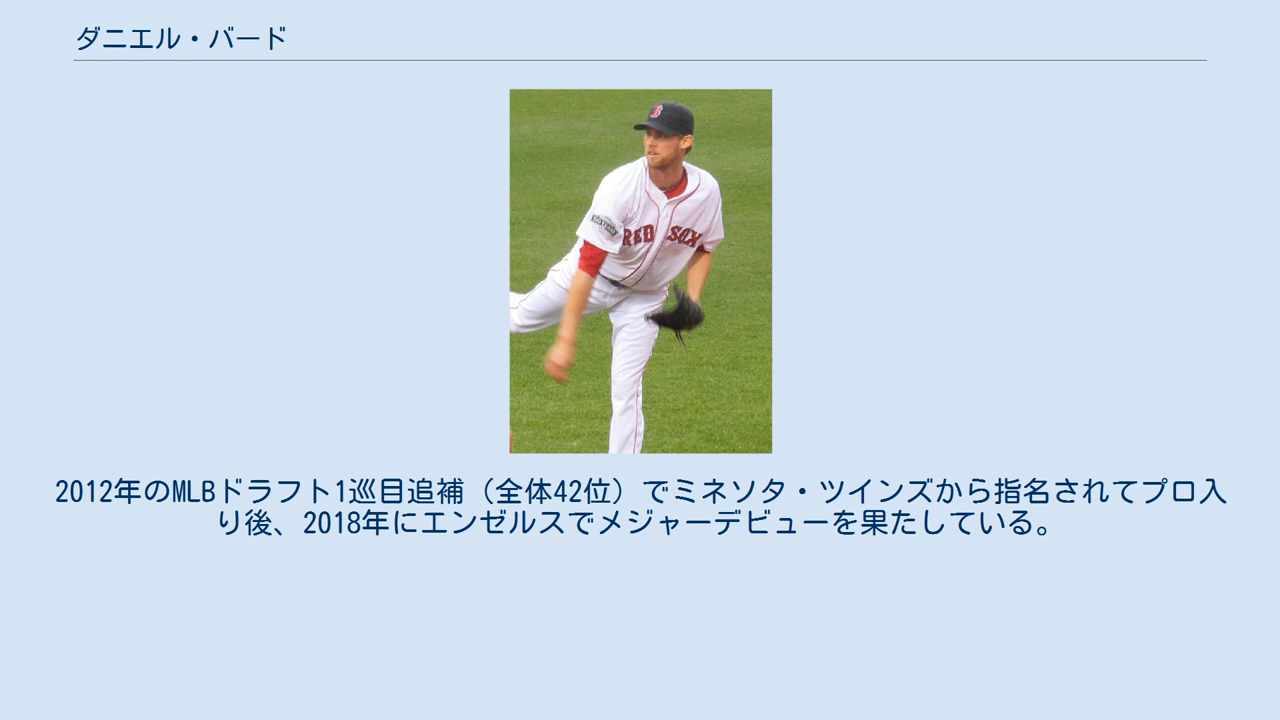 ダニエル・バード
B
RED SOX
2012年のMLBドラフト1巡目追補（全体42位）でミネソタ・ツインズから指名されてプロ入
り後、2018年にエンゼルスでメジャーデビューを果たしている。